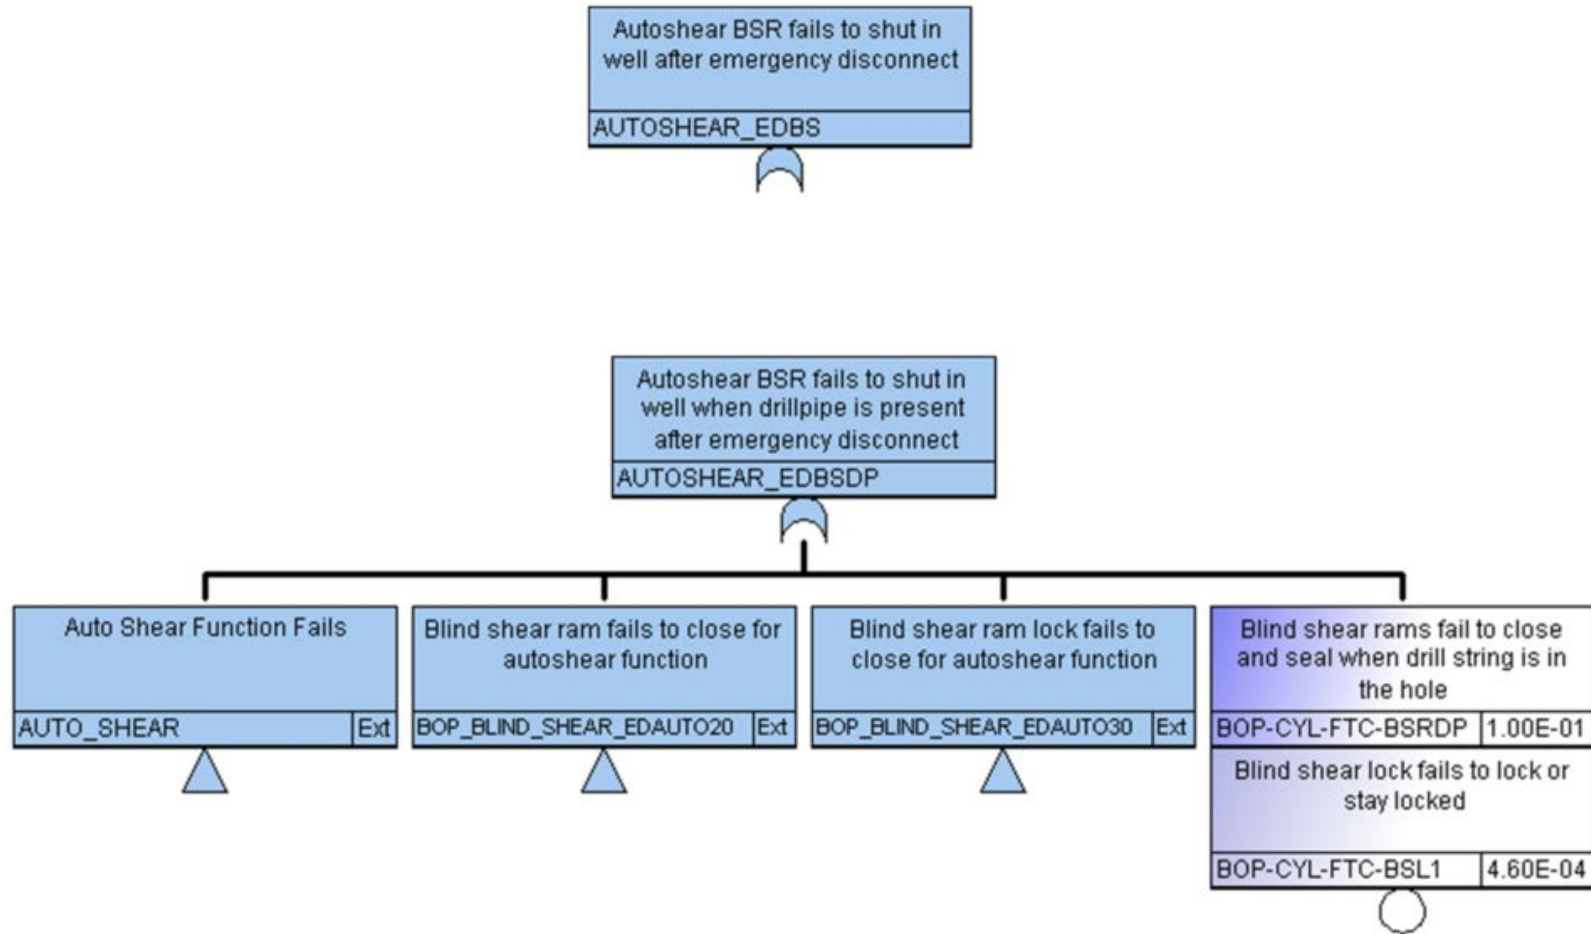 Autoshear BSR fails to shut in
well after emergency disconnect
AUTOSHEAR_EDBS
Autoshear BSR fails to shut in
well when drillpipe is present
after emergency disconnect
AUTOSHEAR_EDBSDP
Auto Shear Function Fails
AUTO_SHEAR Ext
Blind shear ram fails to close for
autoshear function
BOP_BLIND_SHEAR_EDAUTO20 Ext
Blind shear ram lock fails to
close for autoshear function
BOP_BLIND_SHEAR_EDAUTO30 Ext
Blind shear rams fail to close
and seal when drill string is in
the hole
BOP-CYL-FTC-BSRDP 1.00E-01
Blind shear lock fails to lock or
stay locked
BOP-CYL-FTC-BSL1 4.60E-04